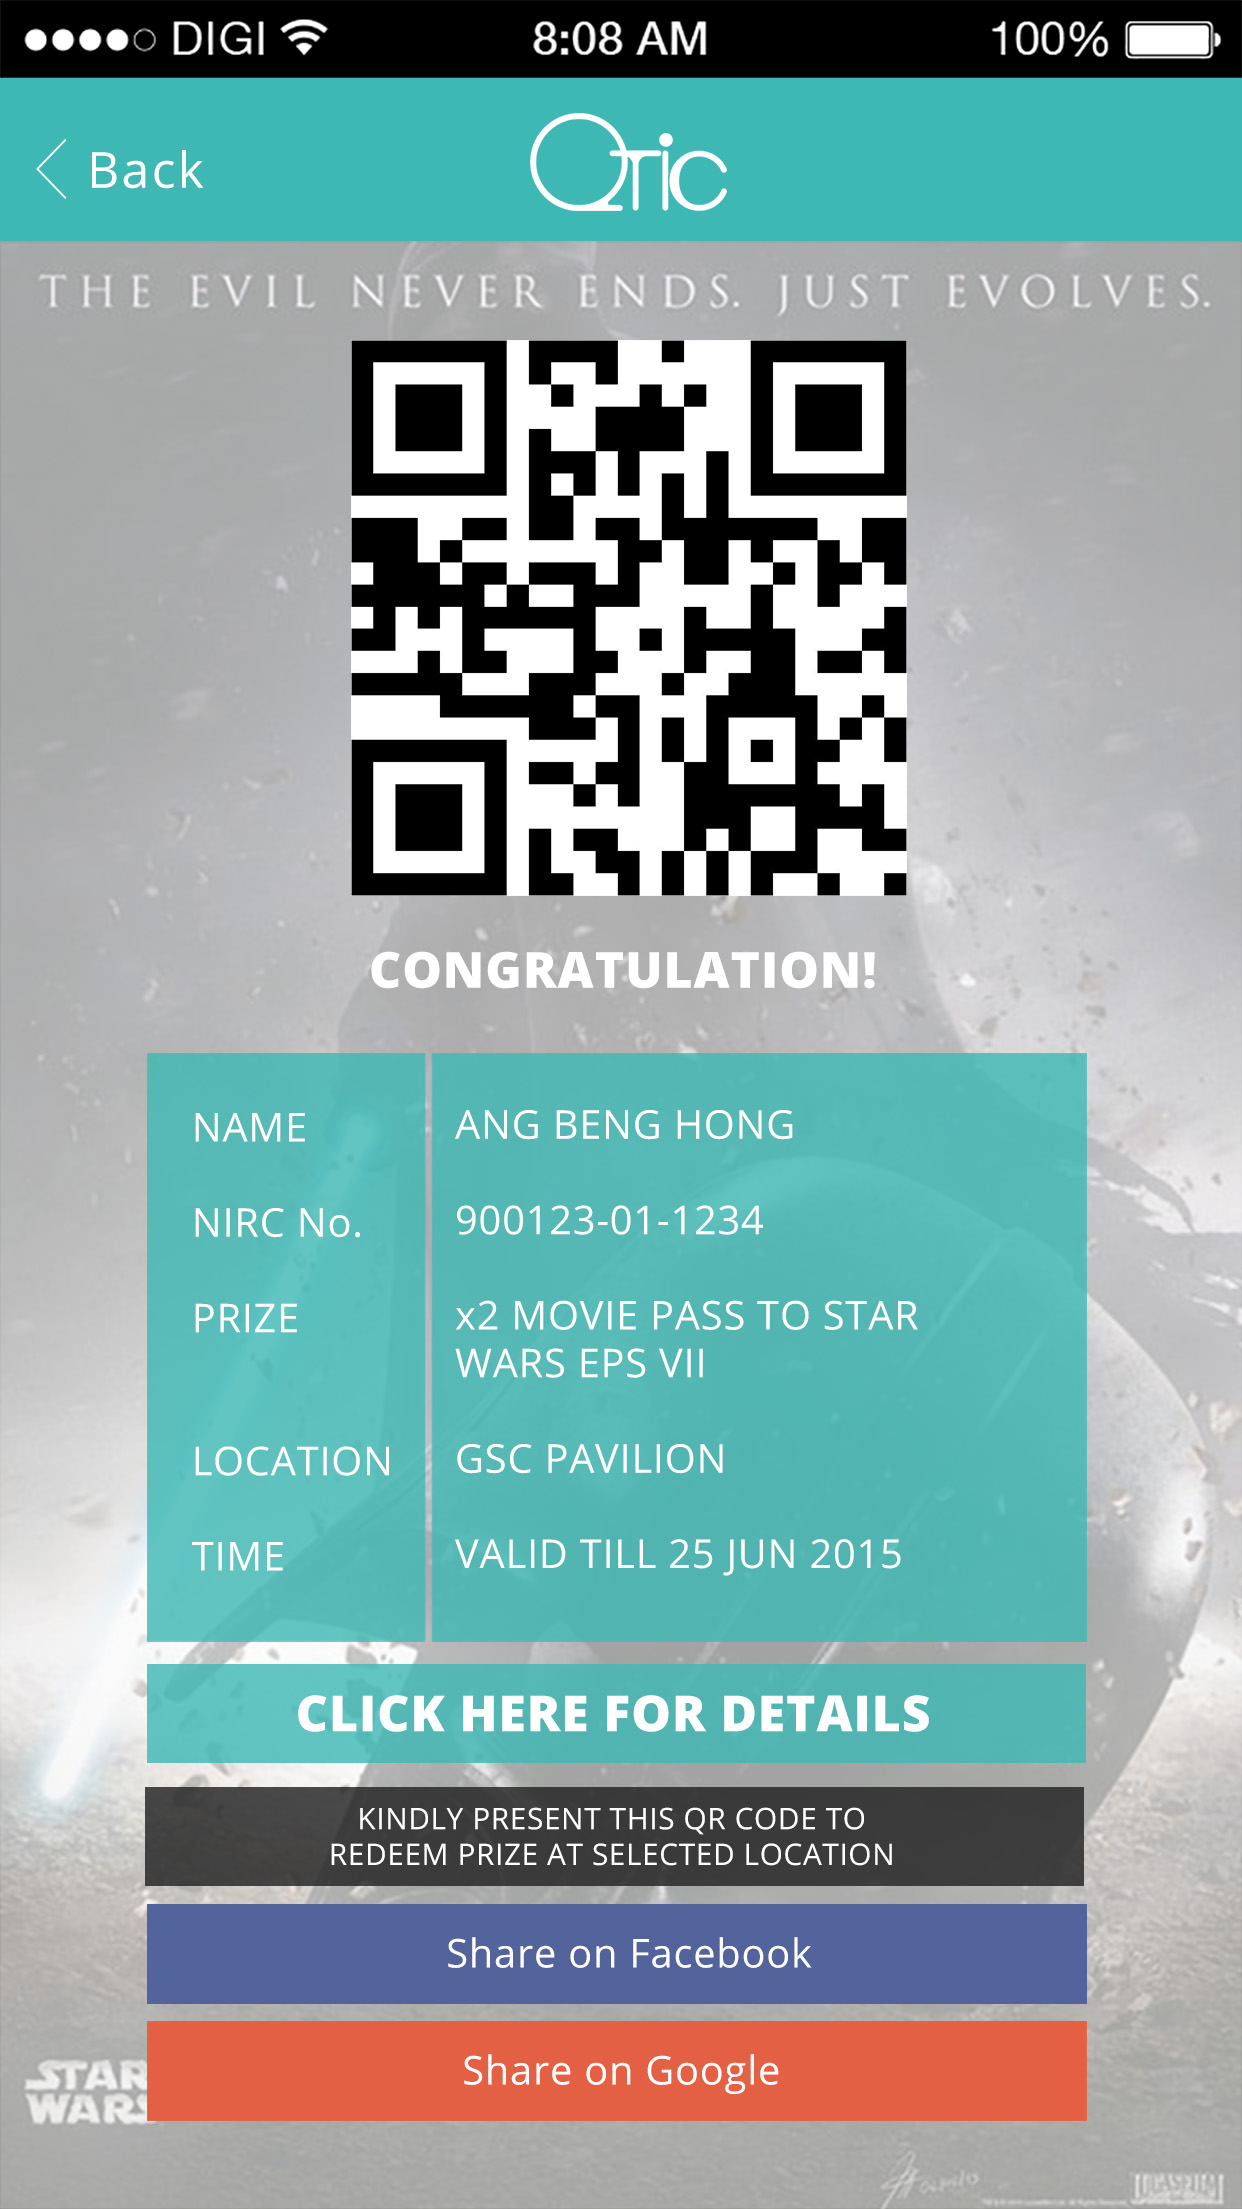 DIGI 8:08 AM 100%
Back QTiC
THE EVIL NEVER ENDS. JUST EVOLVES.
CONGRATULATION!
NAME ANG BENG HONG
NIRC No. 900123-01-1234
PRIZE x2 MOVIE PASS TO STAR
WARS EPS VII
LOCATION GSC PAVILION
TIME VALID TILL 25 JUN 2015
CLICK HERE FOR DETAILS
KINDLY PRESENT THIS QR CODE TO
REDEEM PRIZE AT SELECTED LOCATION
Share on Facebook
Share on Google
STAR
WARS